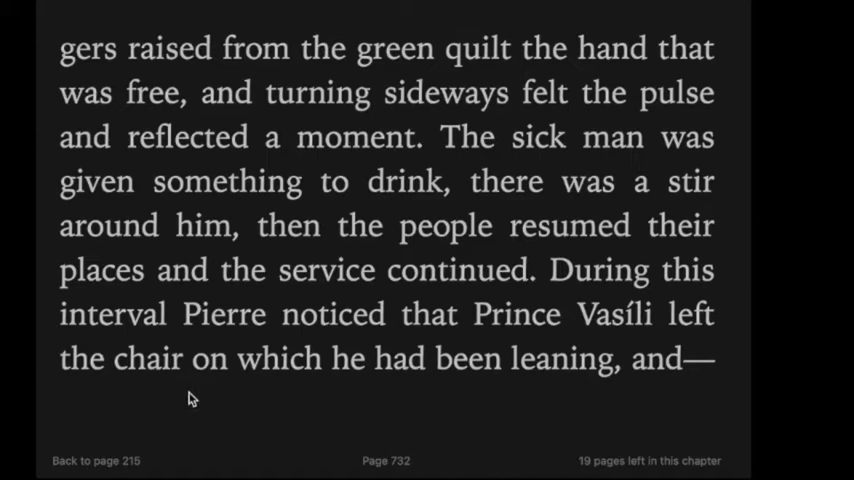 gers raised from the green quilt the hand that
was free, and turning sideways felt the pulse
and reflected a moment. The sick man was
given something to drink, there was a stir
around him, then the people resumed their
places and the service continued. During this
interval Pierre noticed that Prince Vasíli left
the chair on which he had been leaning, and—
Back to page 215 Page 732 19 pages left in this chapter